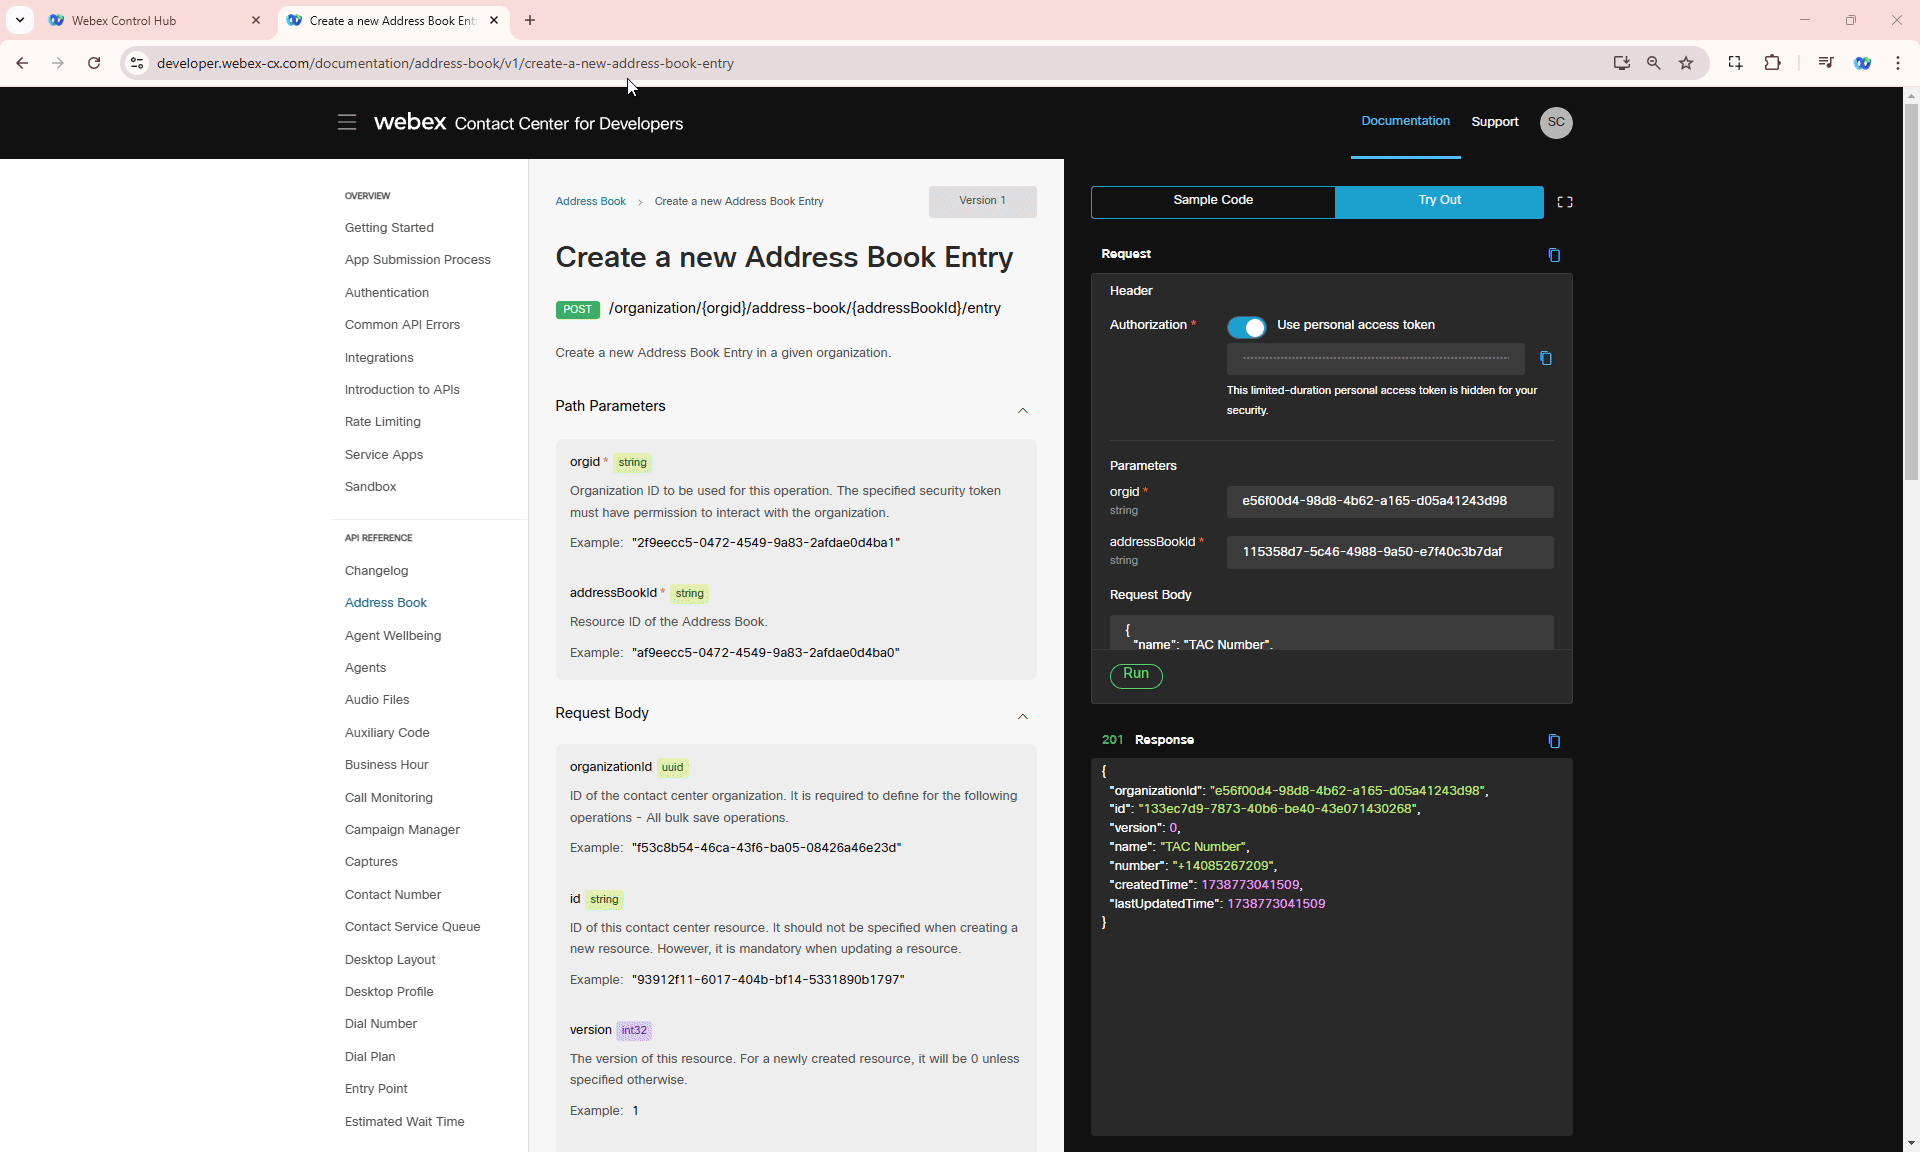 Webex Control Hub
Create a new Address Book Ent
developer.webex-cx.com/documentation/address-book/v1/create-a-new-address-book-entry
webex Contact Center for Developers
Documentation
Support
SC
OVERVIEW
Getting Started
App Submission Process
Authentication
Common API Errors
Integrations
Introduction to APIs
Rate Limiting
Service Apps
Sandbox
API REFERENCE
Changelog
Address Book
Agent Wellbeing
Agents
Audio Files
Auxiliary Code
Business Hour
Call Monitoring
Campaign Manager
Captures
Contact Number
Contact Service Queue
Desktop Layout
Desktop Profile
Dial Number
Dial Plan
Entry Point
Estimated Wait Time
Address Book > Create a new Address Book Entry
Version 1
Create a new Address Book Entry
POST /organization/{orgid}/address-book/{addressBookId}/entry
Create a new Address Book Entry in a given organization.
Path Parameters
orgid * string
Organization ID to be used for this operation. The specified security token
must have permission to interact with the organization.
Example: "2f9eecc5-0472-4549-9a83-2afdae0d4ba1"
addressBookId * string
Resource ID of the Address Book.
Example: "af9eecc5-0472-4549-9a83-2afdae0d4ba0"
Request Body
organizationId uuid
ID of the contact center organization. It is required to define for the following
operations - All bulk save operations.
Example: "f53c8b54-46ca-43f6-ba05-08426a46e23d"
id string
ID of this contact center resource. It should not be specified when creating a
new resource. However, it is mandatory when updating a resource.
Example: "93912f11-6017-404b-bf14-5331890b1797"
version int32
The version of this resource. For a newly created resource, it will be 0 unless
specified otherwise.
Example: 1
Sample Code
Try Out
Request
Header
Authorization * Use personal access token
This limited-duration personal access token is hidden for your
security.
Parameters
orgid *
string
e56f00d4-98d8-4b62-a165-d05a41243d98
addressBookId *
string
115358d7-5c46-4988-9a50-e7f40c3b7daf
Request Body
{
"name": "TAC Number",
Run
201 Response
{
"organizationId": "e56f00d4-98d8-4b62-a165-d05a41243d98",
"id": "133ec7d9-7873-40b6-be40-43e071430268",
"version": 0,
"name": "TAC Number",
"number": "+14085267209",
"createdTime": 1738773041509,
"lastUpdatedTime": 1738773041509
}